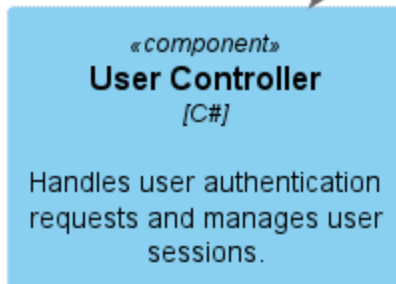 «component»
User Controller
[C#]
Handles user authentication
requests and manages user
sessions.